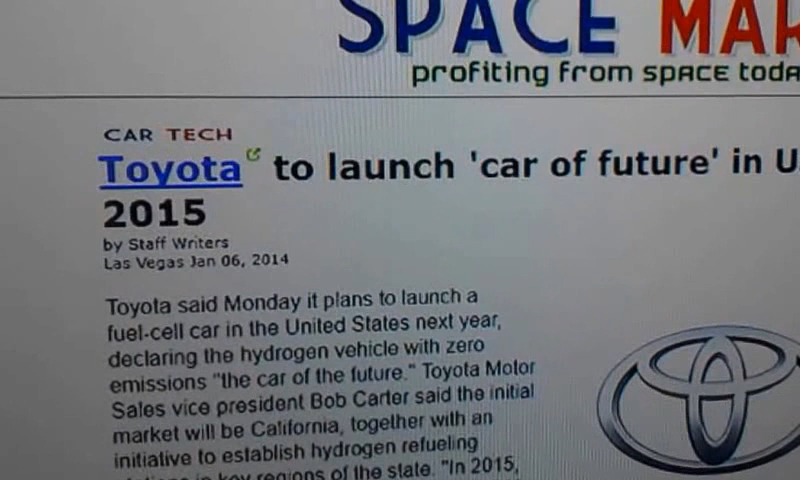 SPACE
profiting from space
CAR TECH
Toyota to launch 'car of future' in
2015
by Staff Writers
Las Vegas Jan 06, 2014
Toyota said Monday it plans to launch a
fuel-cell car in the United States next year,
declaring the hydrogen vehicle with zero
emissions "the car of the future." Toyota Motor
Sales vice president Bob Carter said the initial
market will be California, together with an
initiative to establish hydrogen refueling
in key regions of the state. "In 2015,